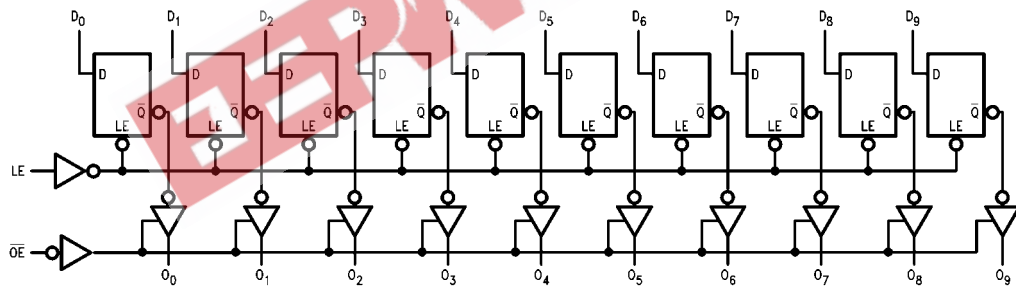 D₀ D₁ D₂ D₃ D₄ D₅ D₆ D₇ D₈ D₉
D D D D D D D D D D
Q̅ Q̅ Q̅ Q̅ Q̅ Q̅ Q̅ Q̅ Q̅ Q̅
LE LE LE LE LE LE LE LE LE LE
LE
O̅E̅
O₀ O₁ O₂ O₃ O₄ O₅ O₆ O₇ O₈ O₉